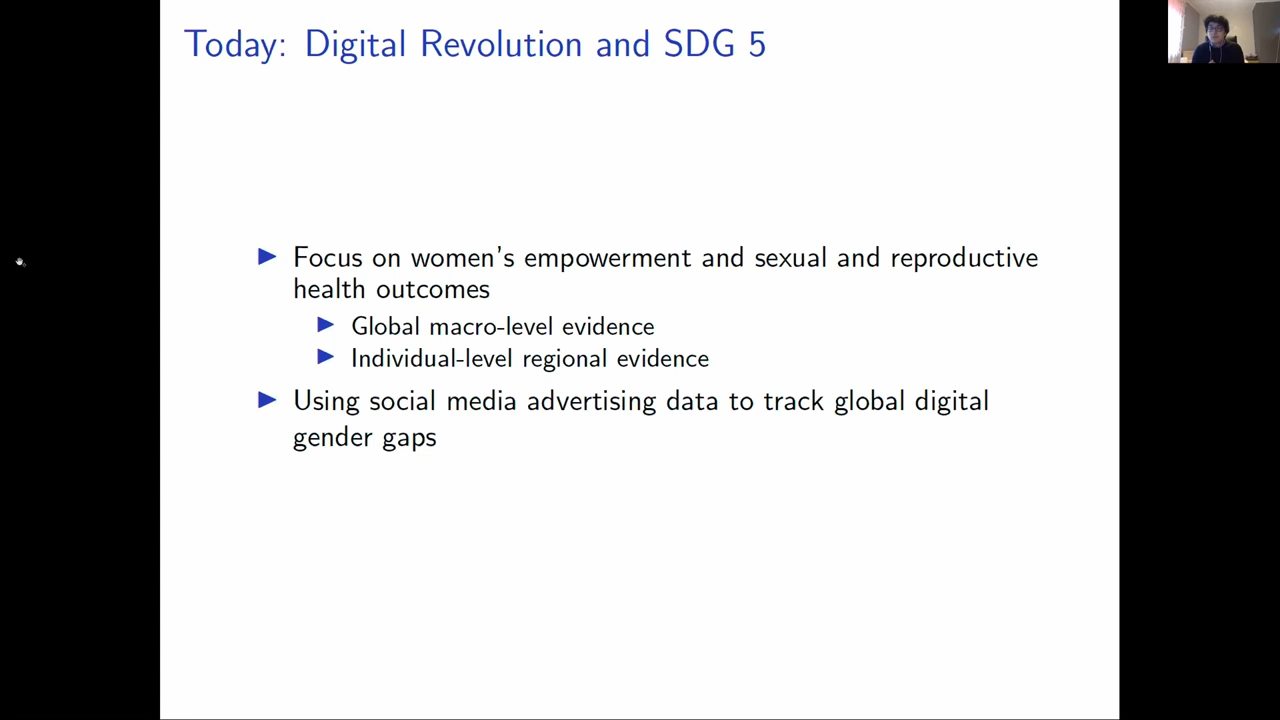 Today: Digital Revolution and SDG 5
Focus on women's empowerment and sexual and reproductive
health outcomes
Global macro-level evidence
Individual-level regional evidence
Using social media advertising data to track global digital
gender gaps